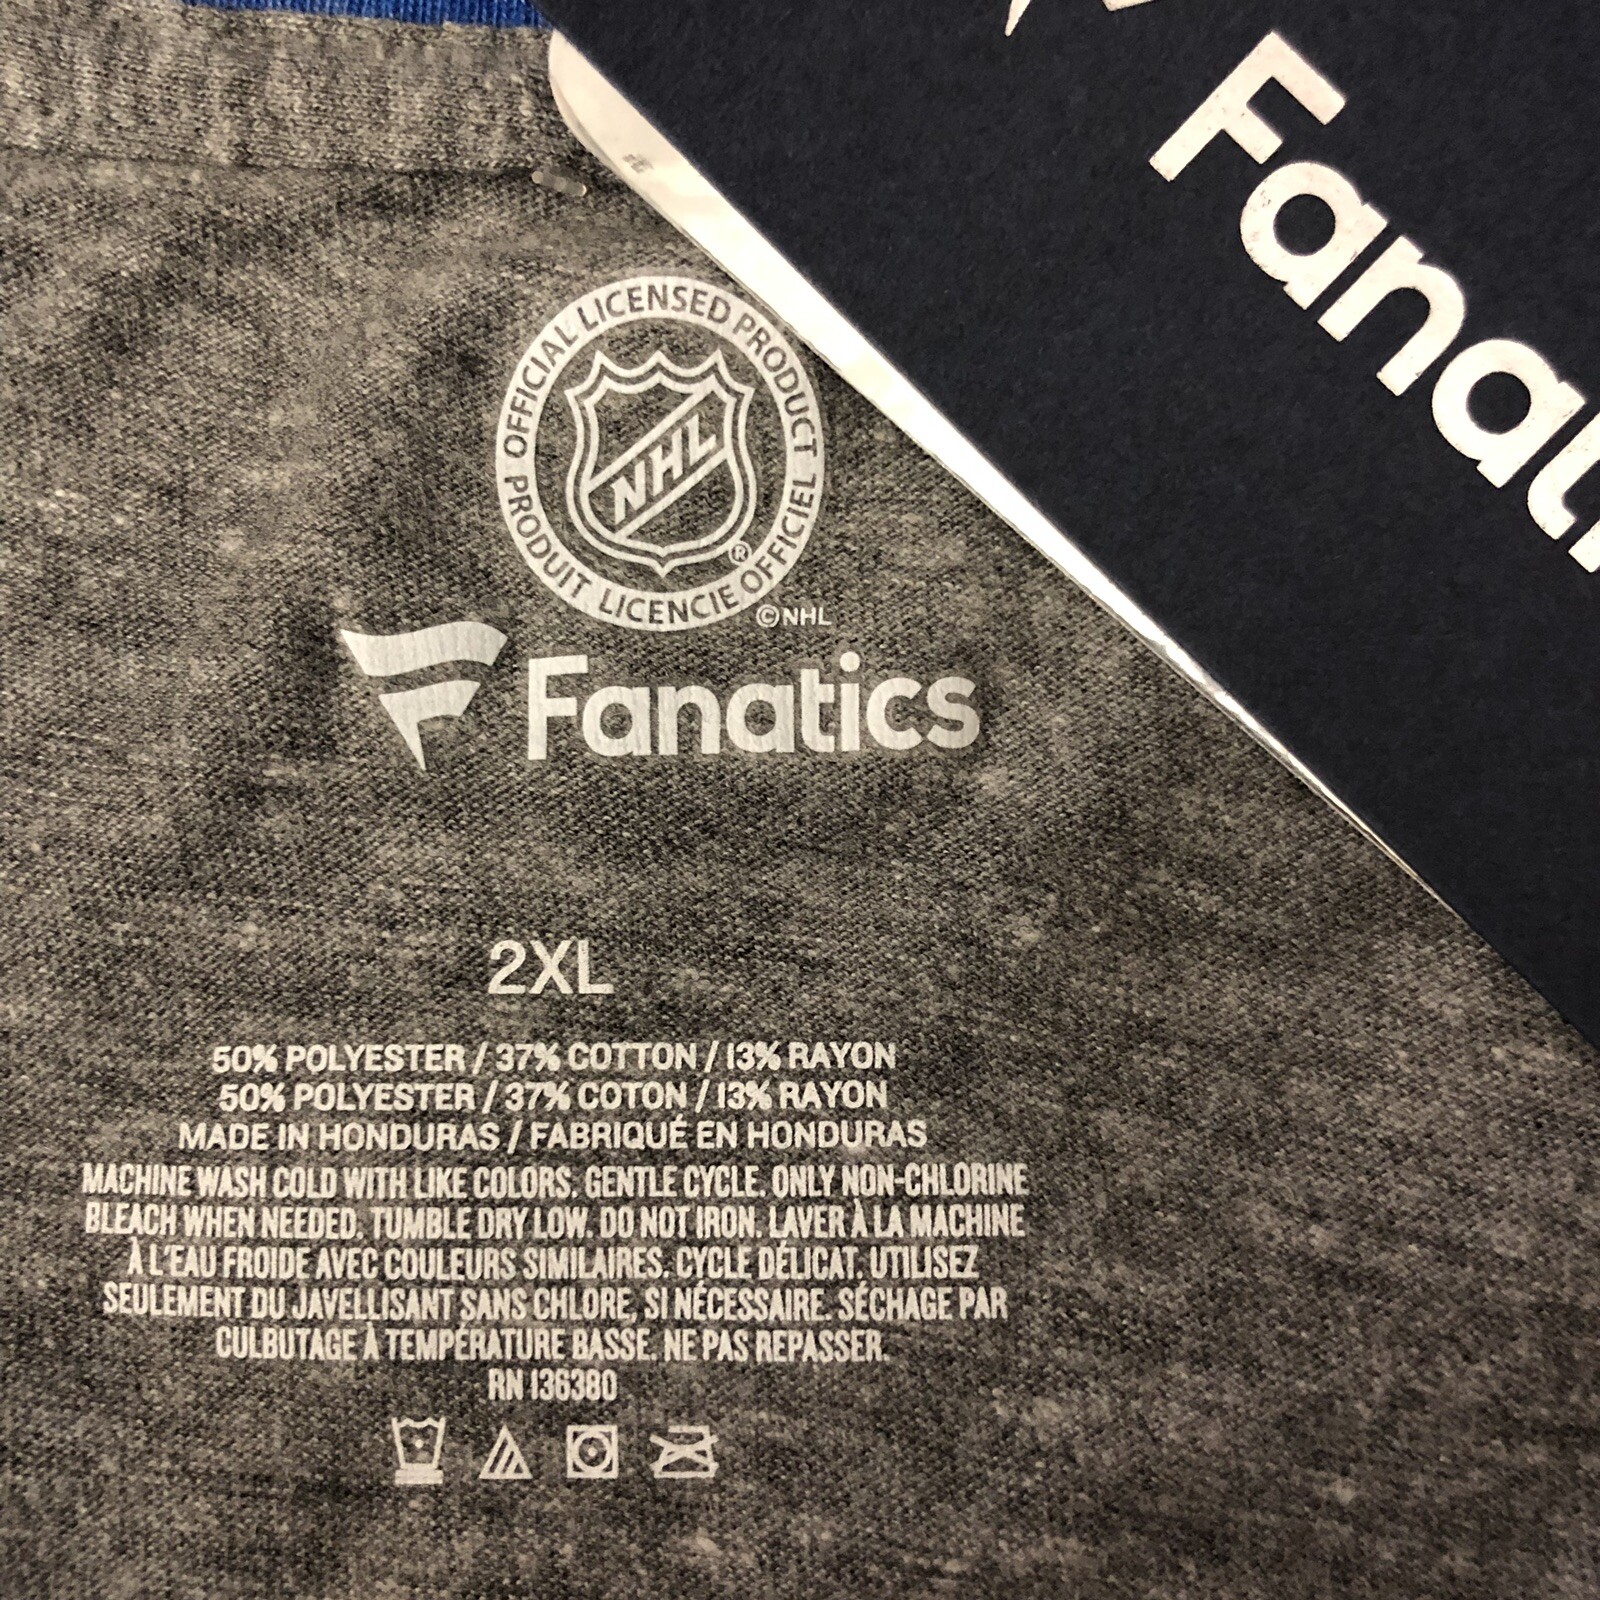 Fanati
OFFICIAL LICENSED PRODUCT
NHL
®
PRODUIT LICENCIE OFFICIEL
©NHL
Fanatics
2XL
50% POLYESTER / 37% COTTON / 13% RAYON
50% POLYESTER / 37% COTON / 13% RAYON
MADE IN HONDURAS / FABRIQUÉ EN HONDURAS
MACHINE WASH COLD WITH LIKE COLORS. GENTLE CYCLE. ONLY NON-CHLORINE
BLEACH WHEN NEEDED. TUMBLE DRY LOW. DO NOT IRON. LAVER À LA MACHINE
À L'EAU FROIDE AVEC COULEURS SIMILAIRES. CYCLE DÉLICAT. UTILISEZ
SEULEMENT DU JAVELLISANT SANS CHLORE, SI NÉCESSAIRE. SÉCHAGE PAR
CULBUTAGE À TEMPÉRATURE BASSE. NE PAS REPASSER.
RN 136380